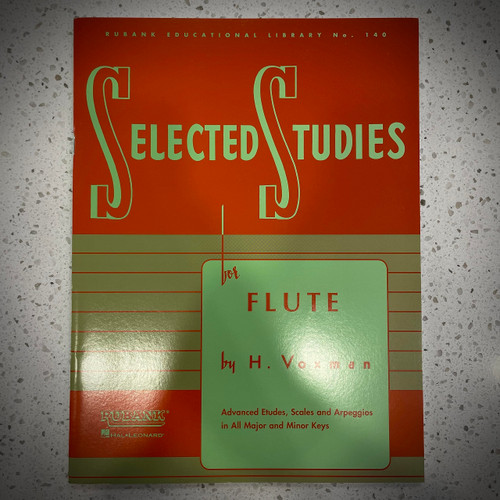 RUBANK EDUCATIONAL LIBRARY No. 140
SELECTED STUDIES
for
FLUTE
by H. Voxman
Advanced Etudes, Scales and Arpeggios
in All Major and Minor Keys
RUBANK®
HAL•LEONARD®